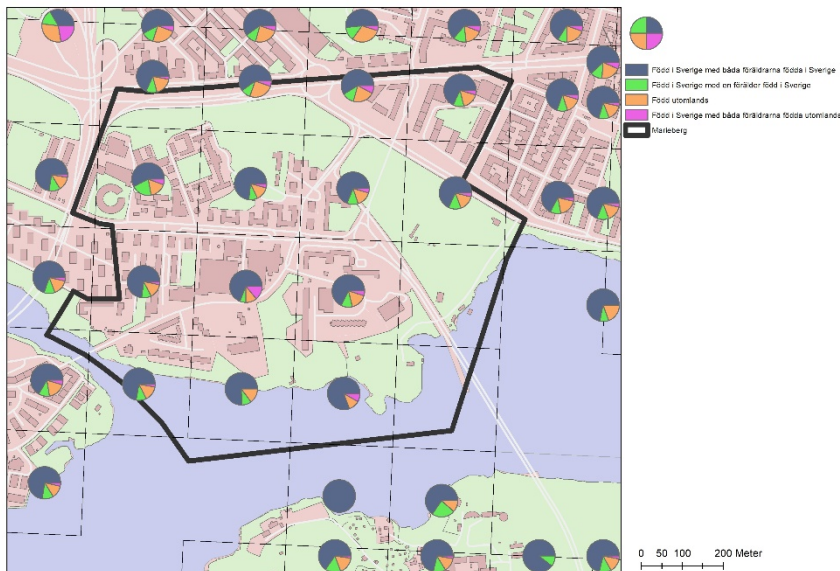 Född i Sverige med båda föräldrarna födda i Sverige
Född i Sverige med en förälder född i Sverige
Född utomlands
Född i Sverige med båda föräldrarna födda utomlands
Marieberg
0 50 100 200 Meter